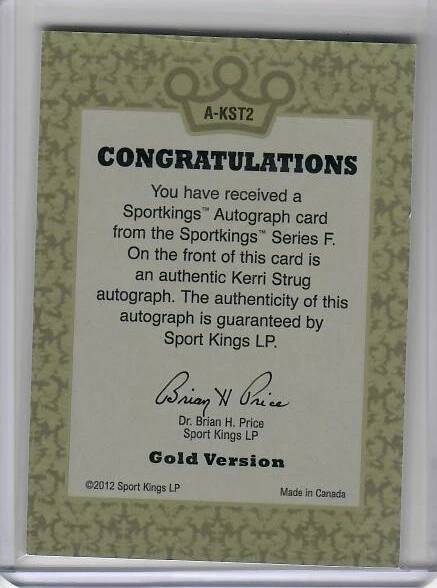 A-KST2
CONGRATULATIONS
You have received a
Sportkings™ Autograph card
from the Sportkings™ Series F.
On the front of this card is
an authentic Kerri Strug
autograph. The authenticity of this
autograph is guaranteed by
Sport Kings LP.
Brian H Price
Dr. Brian H. Price
Sport Kings LP
Gold Version
©2012 Sport Kings LP
Made in Canada